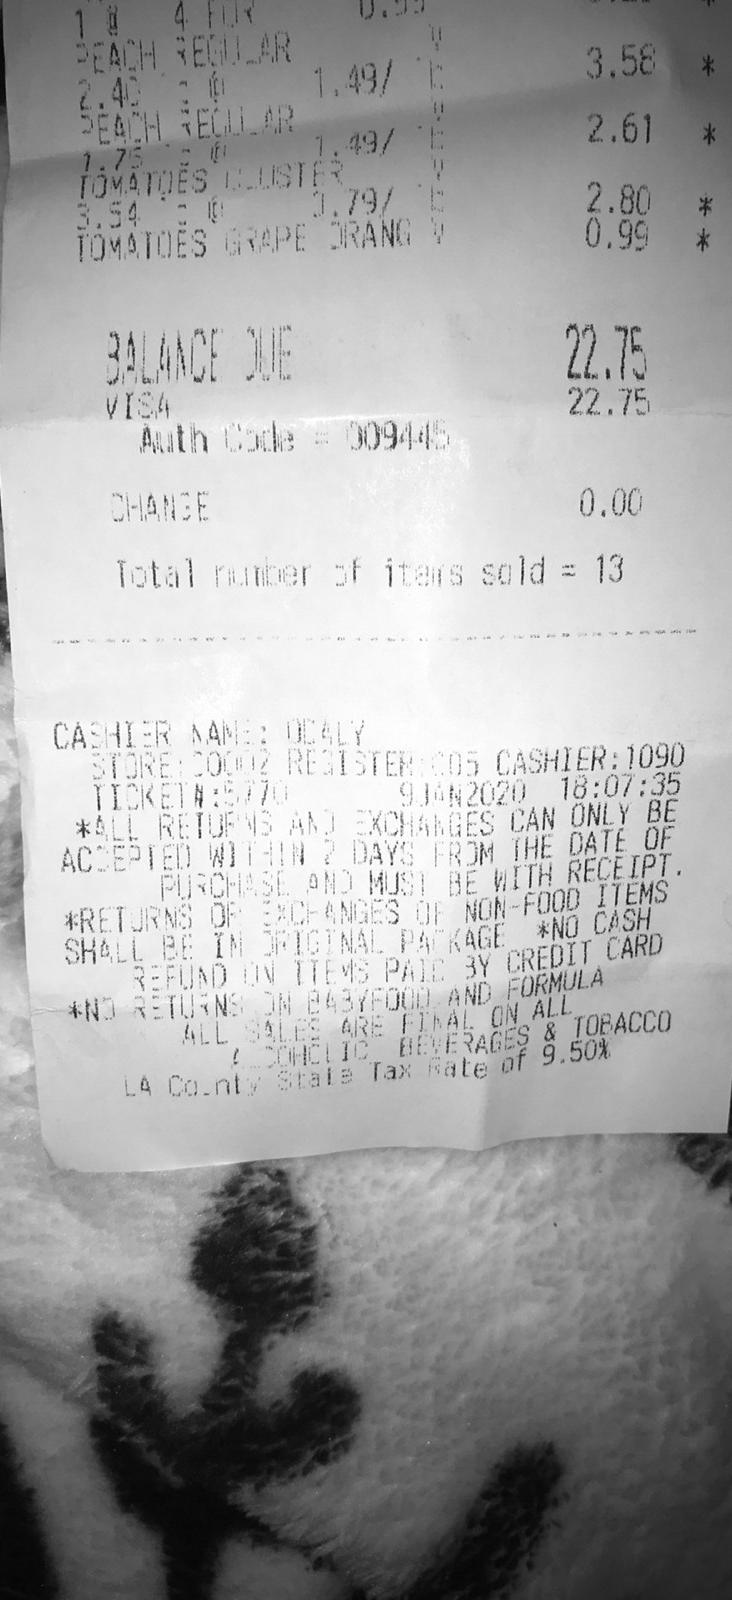 1 @ 4 FOR 0.99
PEACH REGULAR 3.58 *
1.49/
PEACH REGULAR 2.61 *
1.75 @ 1.49/
TOMATOES CLUSTER 2.80 *
3.54 @ 0.79/
TOMATOES GRAPE ORANG 0.99 *
BALANCE DUE 22.75
VISA 22.75
Auth Code = 009445
CHANGE 0.00
Total number of items sold = 13
CASHIER NAME: OCALY
STORE:00002 REGISTER:005 CASHIER:1090
TICKET#:5770 9JAN2020 18:07:35
*ALL RETURNS AND EXCHANGES CAN ONLY BE
ACCEPTED WITHIN 2 DAYS FROM THE DATE OF
PURCHASE AND MUST BE WITH RECEIPT.
*RETURNS OR EXCHANGES OF NON-FOOD ITEMS
SHALL BE IN ORIGINAL PACKAGE *NO CASH
REFUND ON ITEMS PAID BY CREDIT CARD
*NO RETURNS ON BABYFOOD AND FORMULA
ALL SALES ARE FINAL ON ALL
ALCOHOLIC BEVERAGES & TOBACCO
LA County State Tax Rate of 9.50%